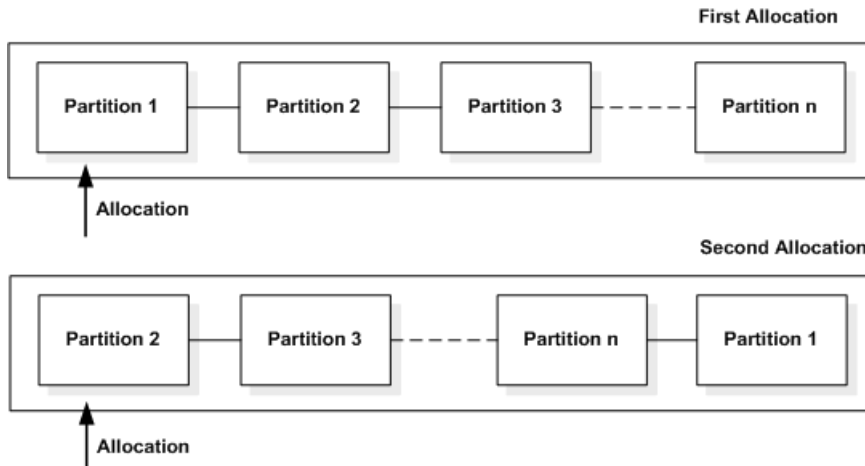 First Allocation
Partition 1
Partition 2
Partition 3
Partition n
Allocation
Second Allocation
Partition 2
Partition 3
Partition n
Partition 1
Allocation